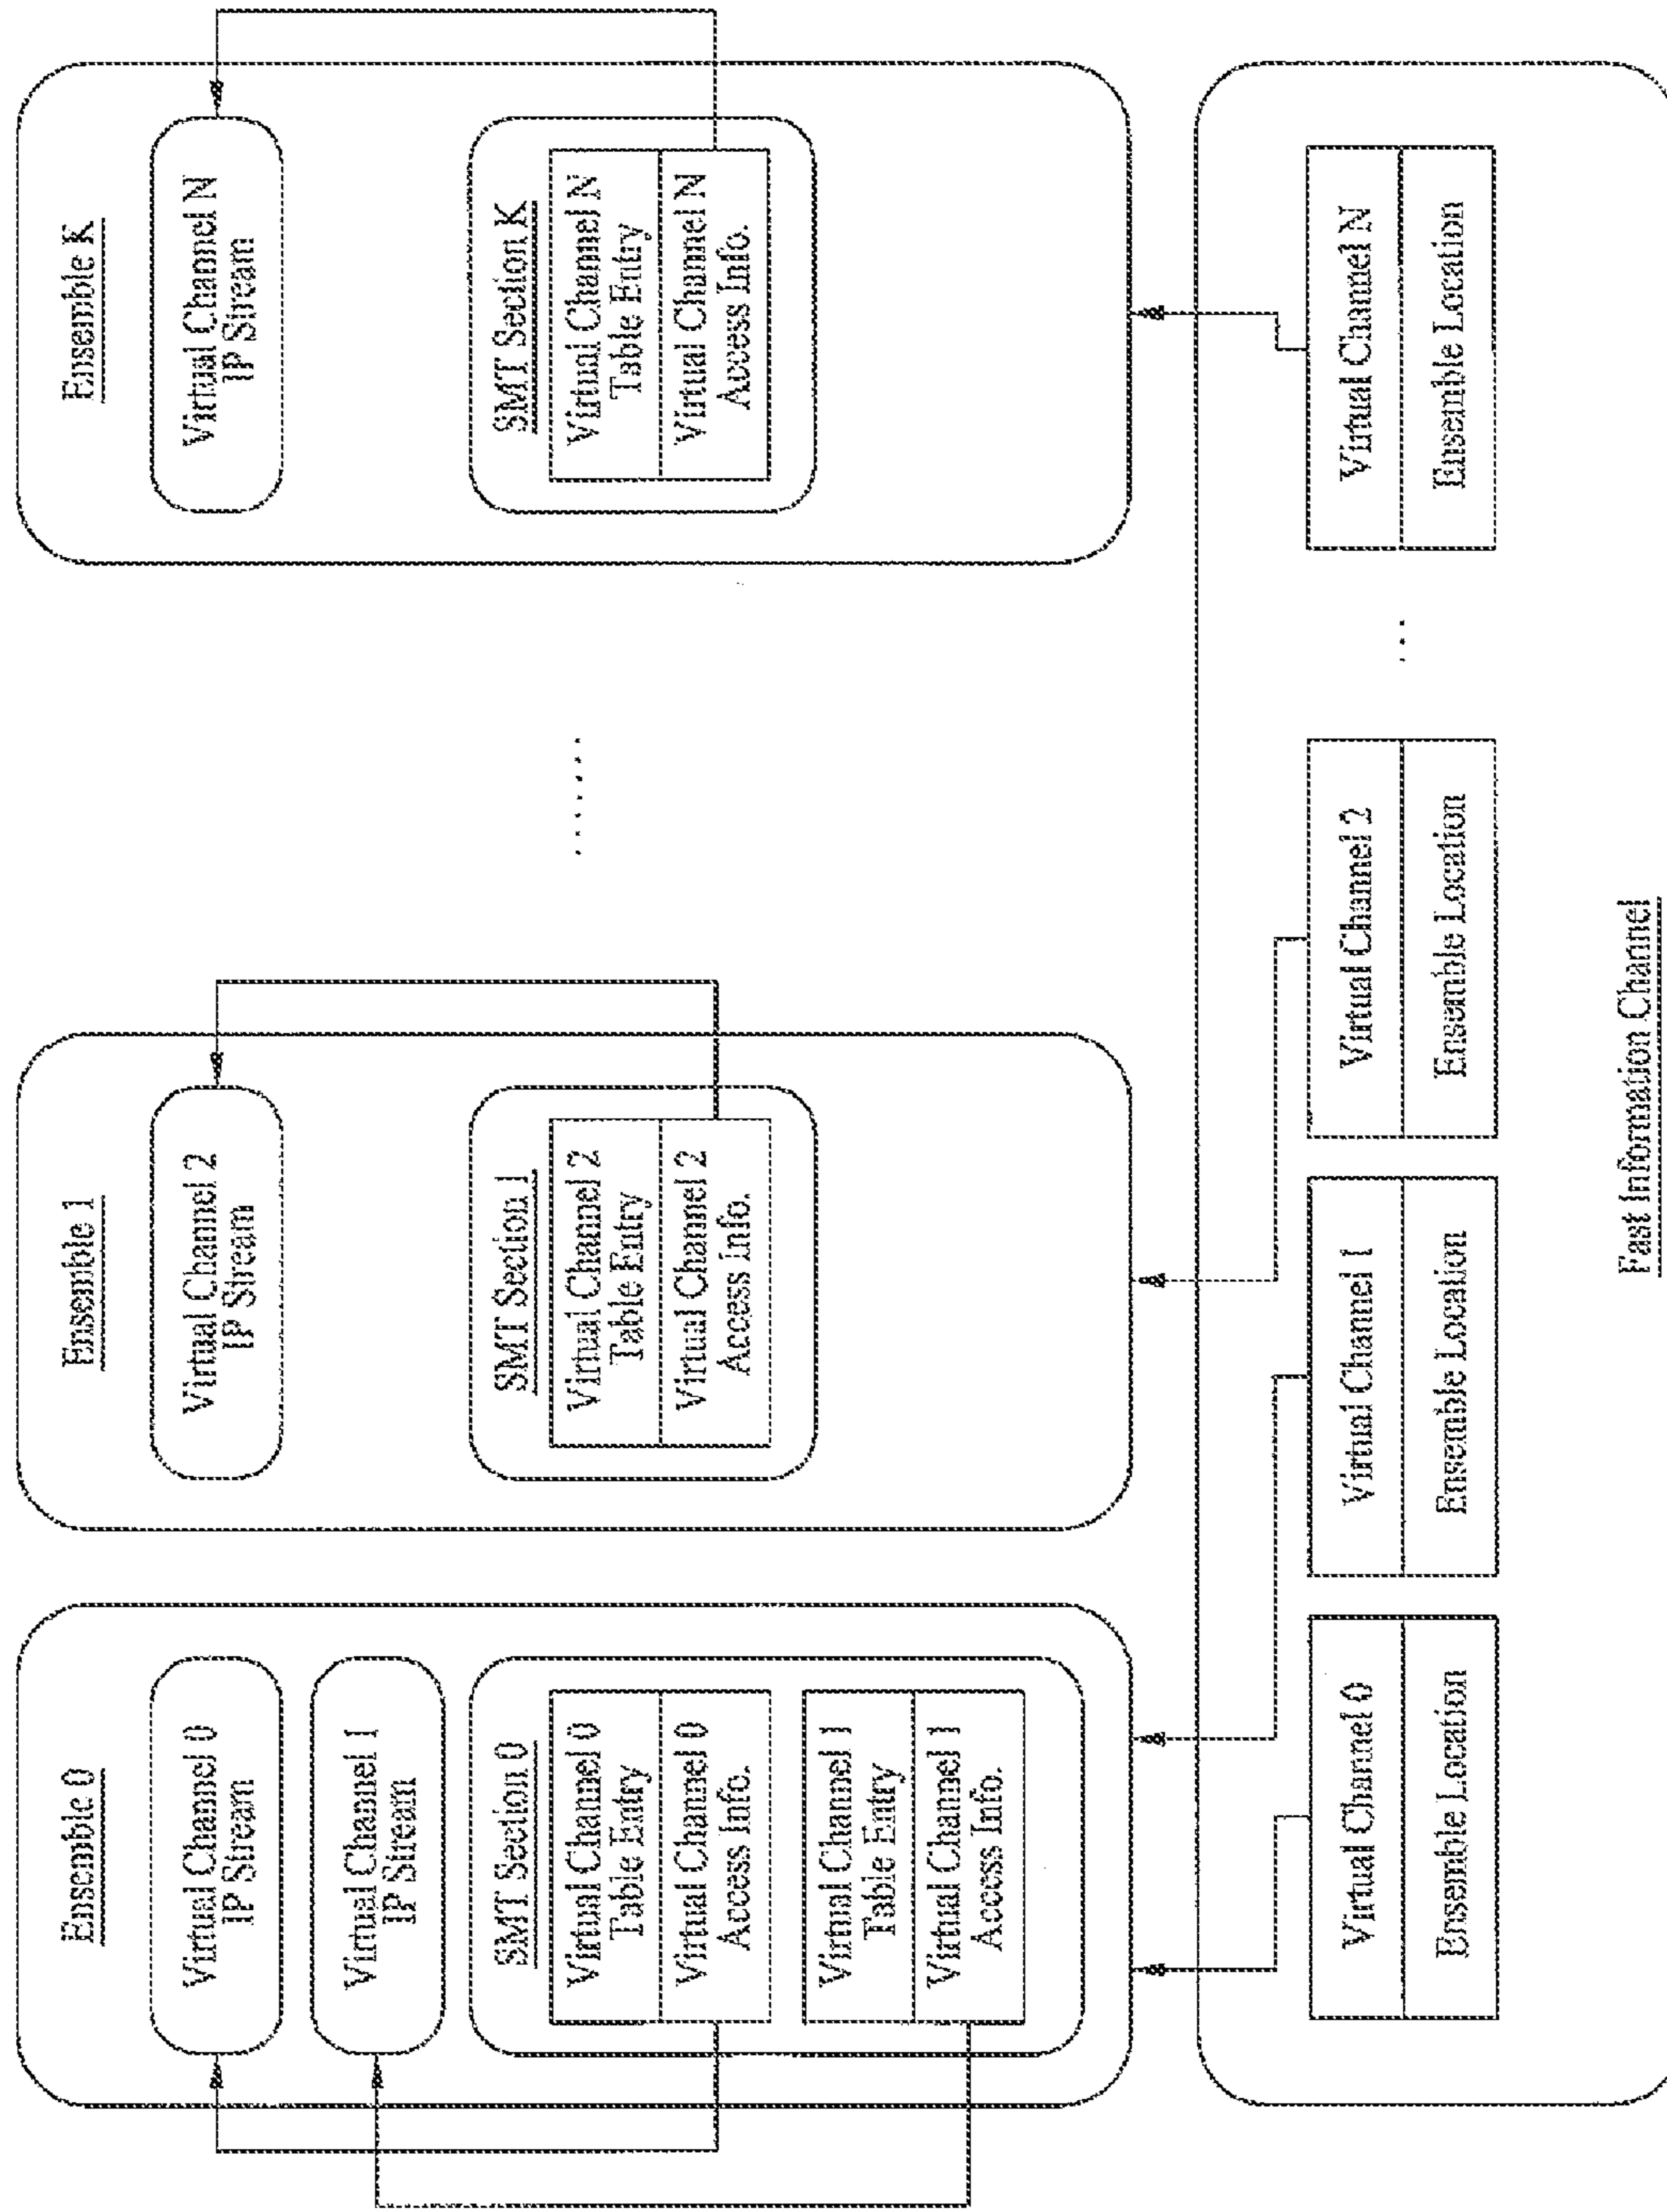 Ensemble 0
Virtual Channel 0
IP Stream
Virtual Channel 1
IP Stream
SMT Section 0
Virtual Channel 0
Table Entry
Virtual Channel 0
Access Info.
Virtual Channel 1
Table Entry
Virtual Channel 1
Access Info.
Ensemble 1
Virtual Channel 2
IP Stream
SMT Section 1
Virtual Channel 2
Table Entry
Virtual Channel 2
Access Info.
.......
Ensemble K
Virtual Channel N
IP Stream
SMT Section K
Virtual Channel N
Table Entry
Virtual Channel N
Access Info.
Virtual Channel 0
Ensemble Location
Virtual Channel 1
Ensemble Location
Virtual Channel 2
Ensemble Location
...
Virtual Channel N
Ensemble Location
Fast Information Channel